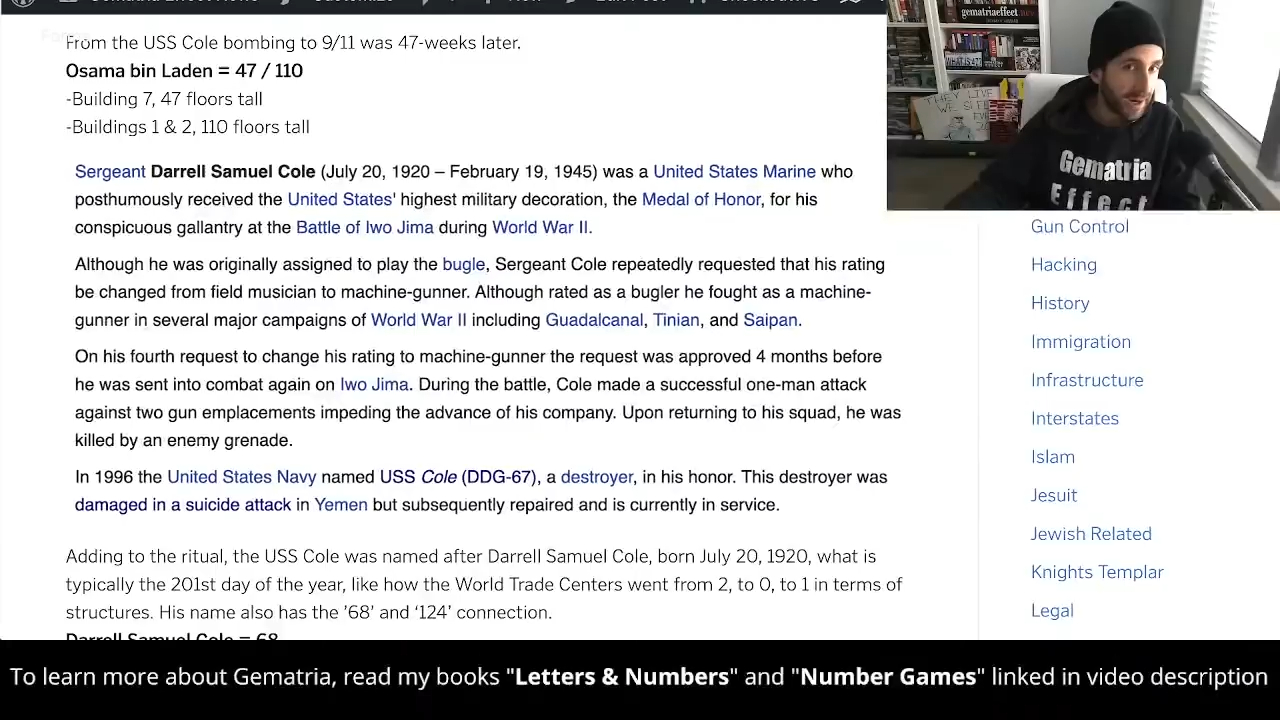 From the USS Cole bombing to 9/11 was 47-weeks later.
Osama bin Laden = 47 / 110
-Building 7, 47 floors tall
-Buildings 1 & 2, 110 floors tall
Sergeant Darrell Samuel Cole (July 20, 1920 – February 19, 1945) was a United States Marine who
posthumously received the United States' highest military decoration, the Medal of Honor, for his
conspicuous gallantry at the Battle of Iwo Jima during World War II.
Although he was originally assigned to play the bugle, Sergeant Cole repeatedly requested that his rating
be changed from field musician to machine-gunner. Although rated as a bugler he fought as a machine-
gunner in several major campaigns of World War II including Guadalcanal, Tinian, and Saipan.
On his fourth request to change his rating to machine-gunner the request was approved 4 months before
he was sent into combat again on Iwo Jima. During the battle, Cole made a successful one-man attack
against two gun emplacements impeding the advance of his company. Upon returning to his squad, he was
killed by an enemy grenade.
In 1996 the United States Navy named USS Cole (DDG-67), a destroyer, in his honor. This destroyer was
damaged in a suicide attack in Yemen but subsequently repaired and is currently in service.
Adding to the ritual, the USS Cole was named after Darrell Samuel Cole, born July 20, 1920, what is
typically the 201st day of the year, like how the World Trade Centers went from 2, to 0, to 1 in terms of
structures. His name also has the '68' and '124' connection.
Darrell Samuel Cole = 68
gematriaeffect
THEY LIVE
WE SLEEP
Gematria
Effect
Gun Control
Hacking
History
Immigration
Infrastructure
Interstates
Islam
Jesuit
Jewish Related
Knights Templar
Legal
To learn more about Gematria, read my books "Letters & Numbers" and "Number Games" linked in video description